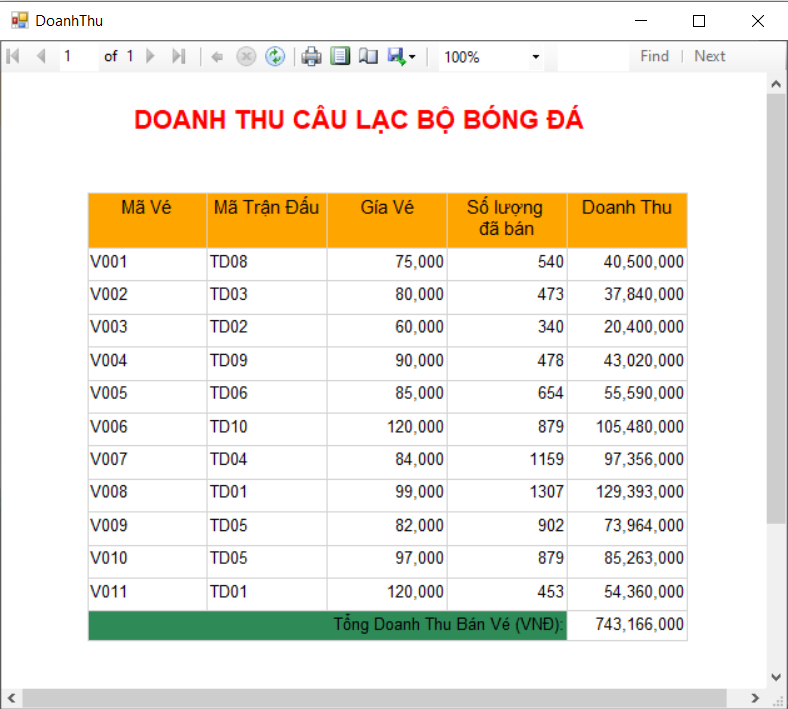 DoanhThu
1 of 1 100% Find Next
DOANH THU CÂU LẠC BỘ BÓNG ĐÁ
Mã Vé Mã Trận Đấu Gía Vé Số lượng đã bán Doanh Thu
V001 TD08 75,000 540 40,500,000
V002 TD03 80,000 473 37,840,000
V003 TD02 60,000 340 20,400,000
V004 TD09 90,000 478 43,020,000
V005 TD06 85,000 654 55,590,000
V006 TD10 120,000 879 105,480,000
V007 TD04 84,000 1159 97,356,000
V008 TD01 99,000 1307 129,393,000
V009 TD05 82,000 902 73,964,000
V010 TD05 97,000 879 85,263,000
V011 TD01 120,000 453 54,360,000
Tổng Doanh Thu Bán Vé (VNĐ): 743,166,000